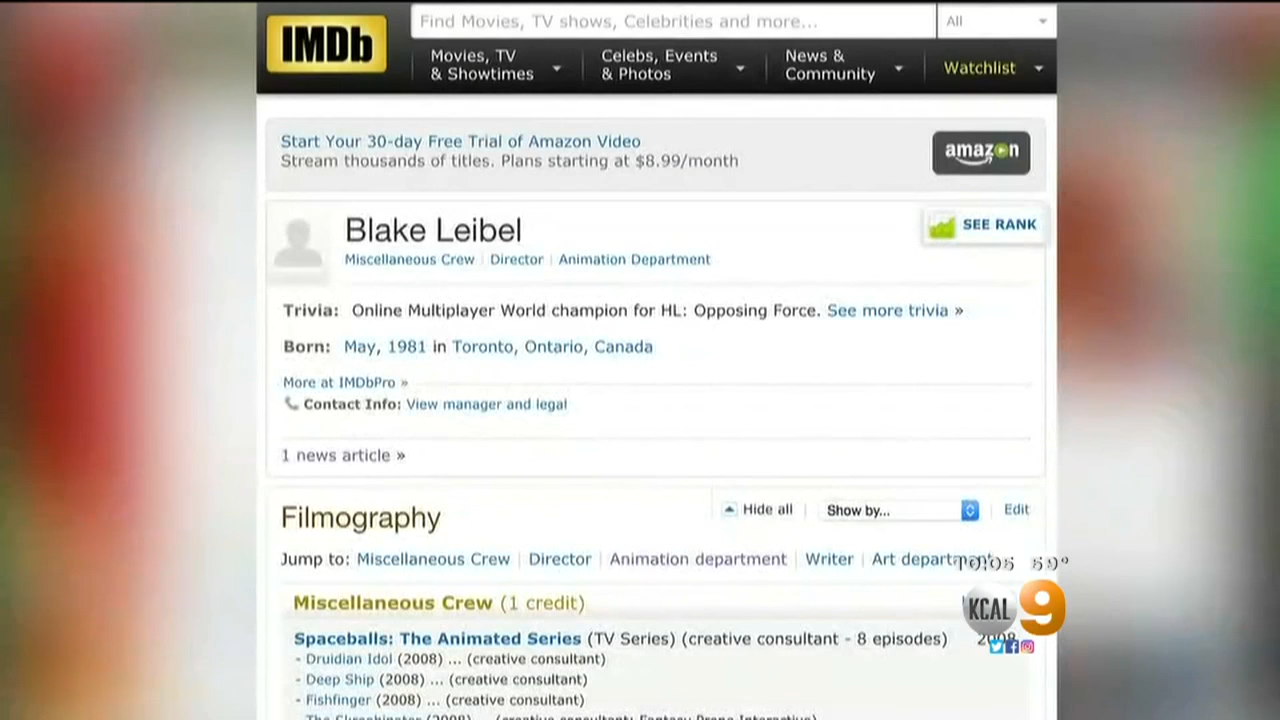 IMDb
Find Movies, TV shows, Celebrities and more...
All
Movies, TV
& Showtimes
Celebs, Events
& Photos
News &
Community
Watchlist
Start Your 30-day Free Trial of Amazon Video
Stream thousands of titles. Plans starting at $8.99/month
amazon
Blake Leibel
SEE RANK
Miscellaneous Crew | Director | Animation Department
Trivia: Online Multiplayer World champion for HL: Opposing Force. See more trivia »
Born: May, 1981 in Toronto, Ontario, Canada
More at IMDbPro »
Contact Info: View manager and legal
1 news article »
Filmography
Hide all
Show by...
Edit
Jump to: Miscellaneous Crew | Director | Animation department | Writer | Art department
10:05 59°
Miscellaneous Crew (1 credit)
KCAL 9
Spaceballs: The Animated Series (TV Series) (creative consultant - 8 episodes) 2008
- Druidian Idol (2008) ... (creative consultant)
- Deep Ship (2008) ... (creative consultant)
- Fishfinger (2008) ... (creative consultant)